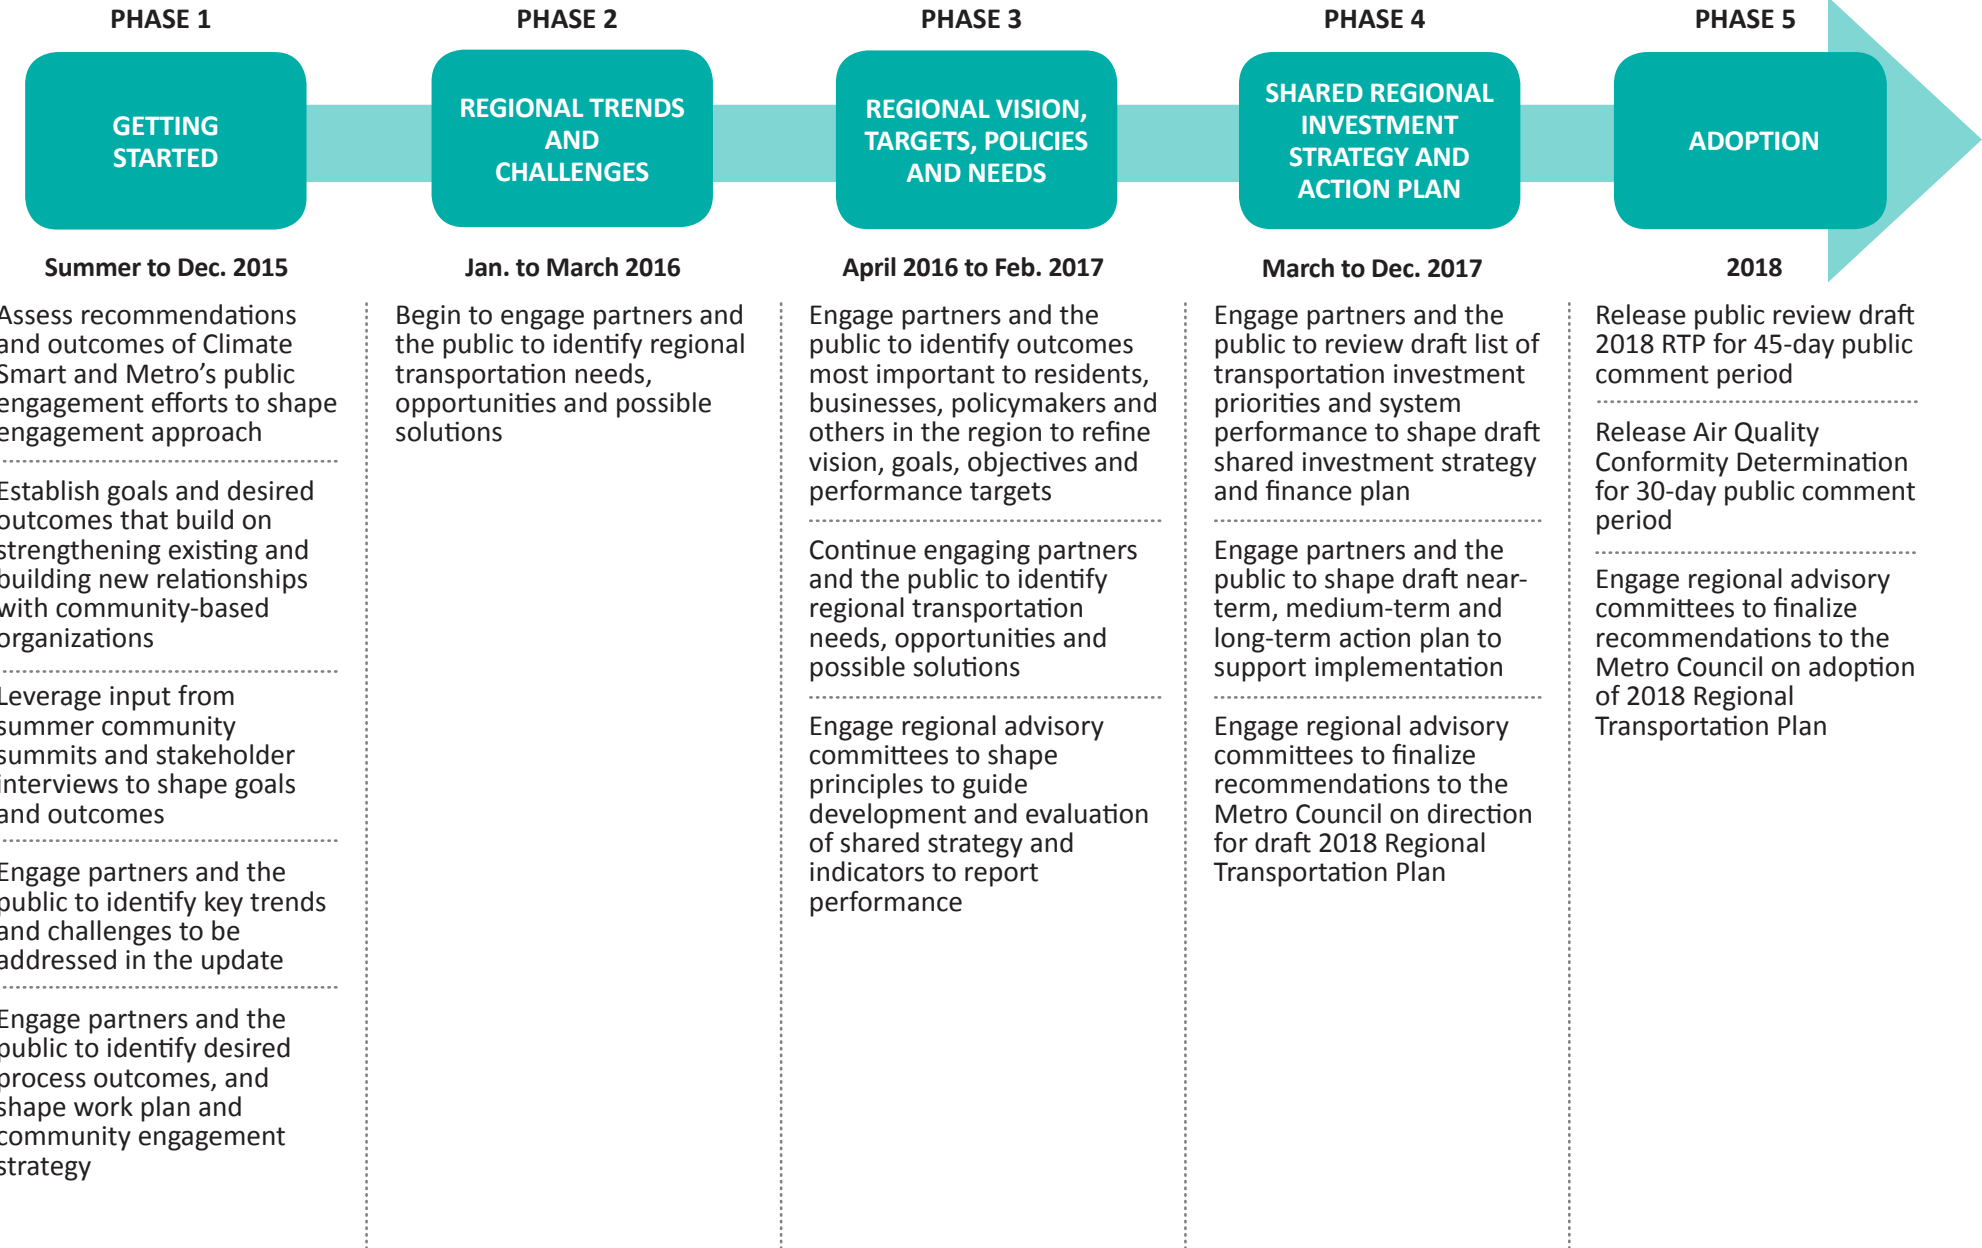 PHASE 1
GETTING
STARTED
Summer to Dec. 2015
Assess recommendations
and outcomes of Climate
Smart and Metro’s public
engagement efforts to shape
engagement approach
Establish goals and desired
outcomes that build on
strengthening existing and
building new relationships
with community-based
organizations
Leverage input from
summer community
summits and stakeholder
interviews to shape goals
and outcomes
Engage partners and the
public to identify key trends
and challenges to be
addressed in the update
Engage partners and the
public to identify desired
process outcomes, and
shape work plan and
community engagement
strategy
PHASE 2
REGIONAL TRENDS
AND
CHALLENGES
Jan. to March 2016
Begin to engage partners and
the public to identify regional
transportation needs,
opportunities and possible
solutions
PHASE 3
REGIONAL VISION,
TARGETS, POLICIES
AND NEEDS
April 2016 to Feb. 2017
Engage partners and the
public to identify outcomes
most important to residents,
businesses, policymakers and
others in the region to refine
vision, goals, objectives and
performance targets
Continue engaging partners
and the public to identify
regional transportation
needs, opportunities and
possible solutions
Engage regional advisory
committees to shape
principles to guide
development and evaluation
of shared strategy and
indicators to report
performance
PHASE 4
SHARED REGIONAL
INVESTMENT
STRATEGY AND
ACTION PLAN
March to Dec. 2017
Engage partners and the
public to review draft list of
transportation investment
priorities and system
performance to shape draft
shared investment strategy
and finance plan
Engage partners and the
public to shape draft near-
term, medium-term and
long-term action plan to
support implementation
Engage regional advisory
committees to finalize
recommendations to the
Metro Council on direction
for draft 2018 Regional
Transportation Plan
PHASE 5
ADOPTION
2018
Release public review draft
2018 RTP for 45-day public
comment period
Release Air Quality
Conformity Determination
for 30-day public comment
period
Engage regional advisory
committees to finalize
recommendations to the
Metro Council on adoption
of 2018 Regional
Transportation Plan